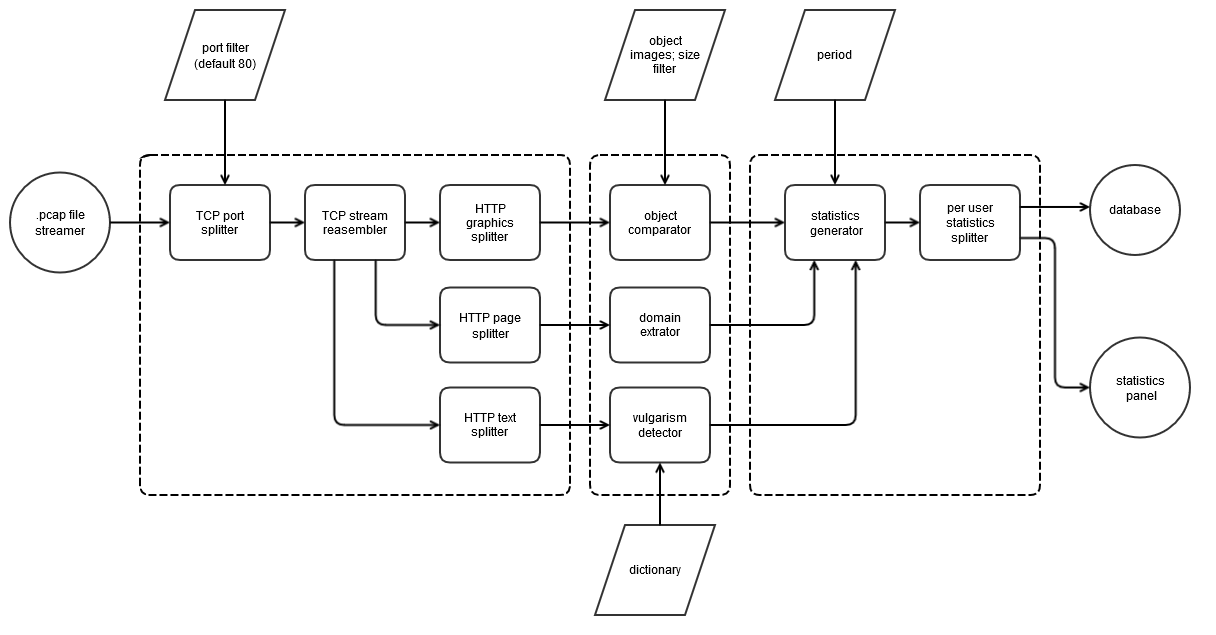 port filter
(default 80)
object
images; size
filter
period
.pcap file
streamer
TCP port
splitter
TCP stream
reasembler
HTTP
graphics
splitter
object
comparator
statistics
generator
per user
statistics
splitter
database
HTTP page
splitter
domain
extrator
statistics
panel
HTTP text
splitter
vulgarism
detector
dictionary